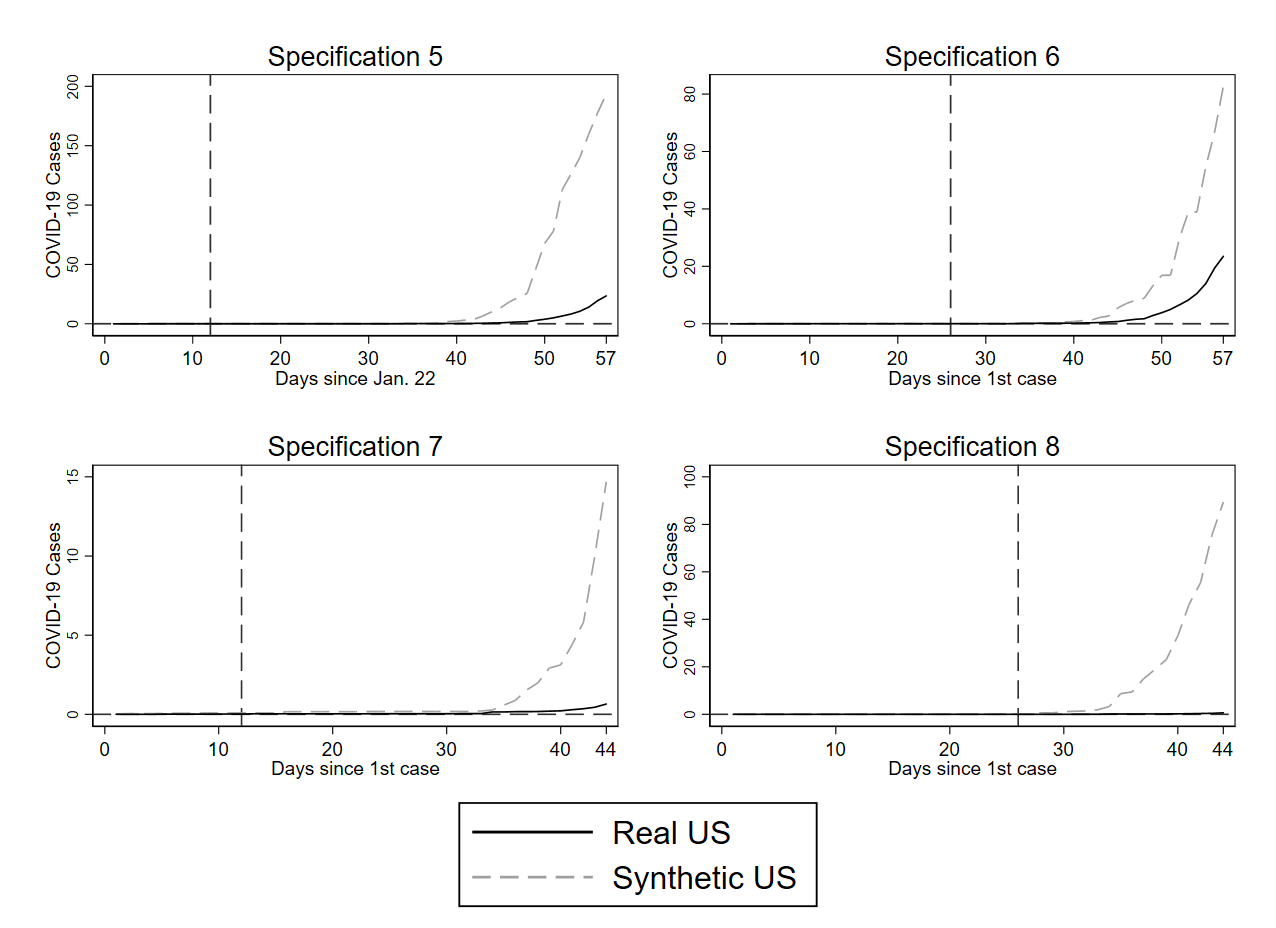 Specification 5
COVID-19 Cases
200
150
100
50
0
0 10 20 30 40 50 57
Days since Jan. 22
Specification 6
COVID-19 Cases
80
60
40
20
0
0 10 20 30 40 50 57
Days since 1st case
Specification 7
COVID-19 Cases
15
10
5
0
0 10 20 30 40 44
Days since 1st case
Specification 8
COVID-19 Cases
100
80
60
40
20
0
0 10 20 30 40 44
Days since 1st case
Real US
Synthetic US